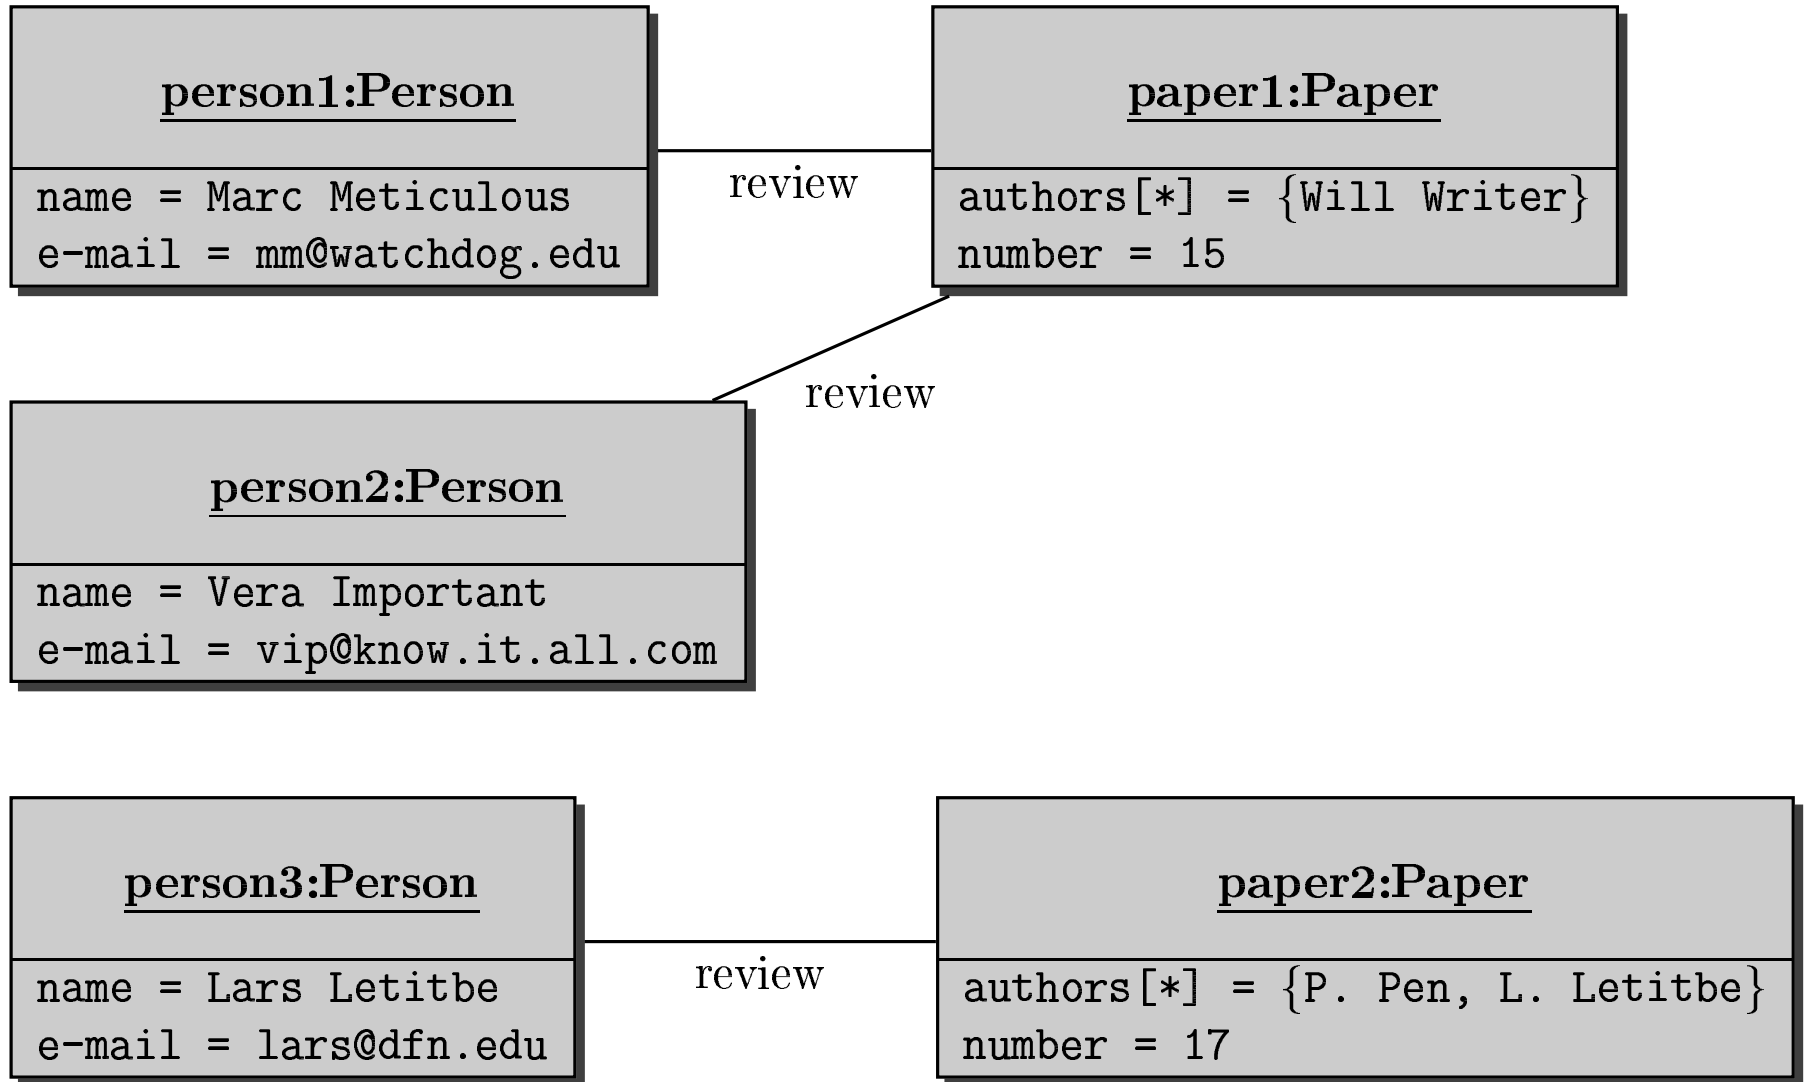 person1:Person
name = Marc Meticulous
e-mail = mm@watchdog.edu
review
paper1:Paper
authors[*] = {Will Writer}
number = 15
review
person2:Person
name = Vera Important
e-mail = vip@know.it.all.com
person3:Person
name = Lars Letitbe
e-mail = lars@dfn.edu
review
paper2:Paper
authors[*] = {P. Pen, L. Letitbe}
number = 17